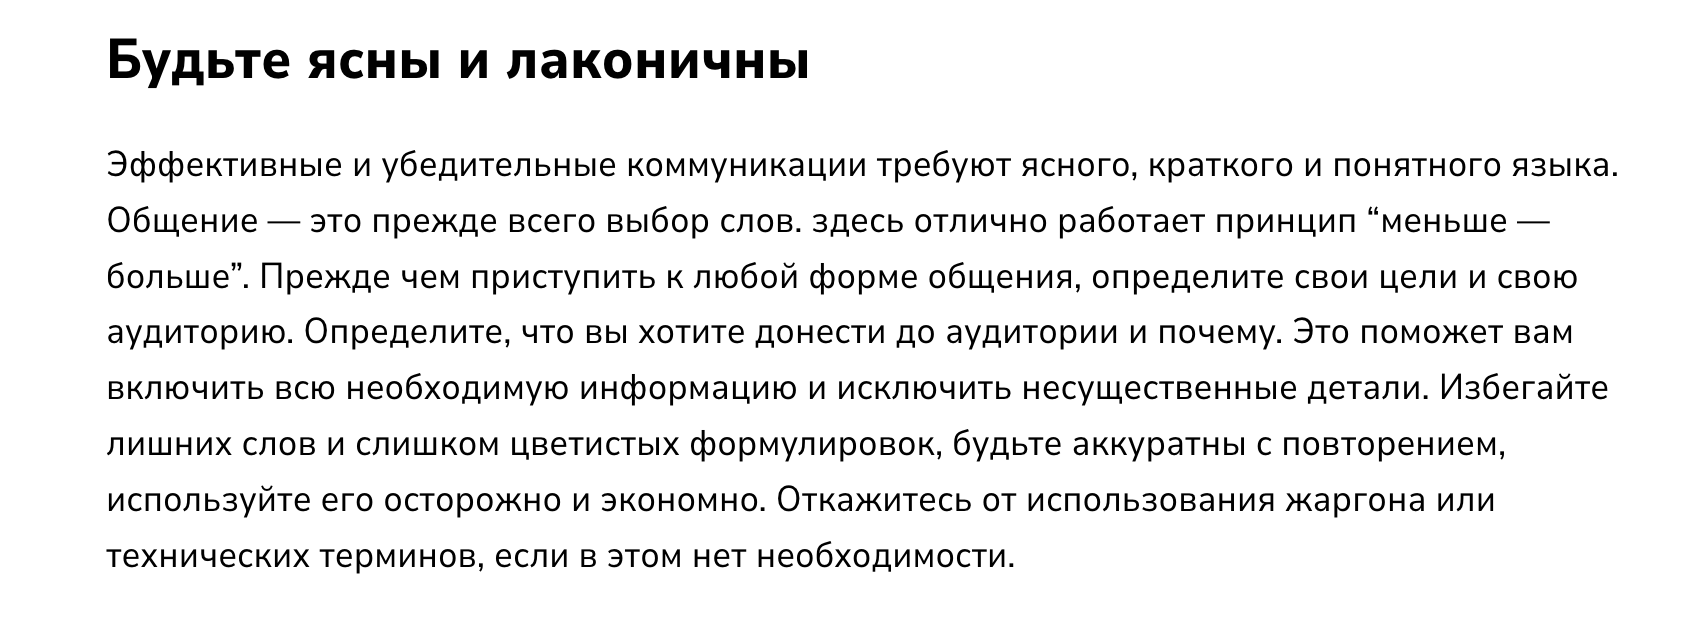 Будьте ясны и лаконичны
Эффективные и убедительные коммуникации требуют ясного, краткого и понятного языка.
Общение — это прежде всего выбор слов. здесь отлично работает принцип “меньше —
больше”. Прежде чем приступить к любой форме общения, определите свои цели и свою
аудиторию. Определите, что вы хотите донести до аудитории и почему. Это поможет вам
включить всю необходимую информацию и исключить несущественные детали. Избегайте
лишних слов и слишком цветистых формулировок, будьте аккуратны с повторением,
используйте его осторожно и экономно. Откажитесь от использования жаргона или
технических терминов, если в этом нет необходимости.